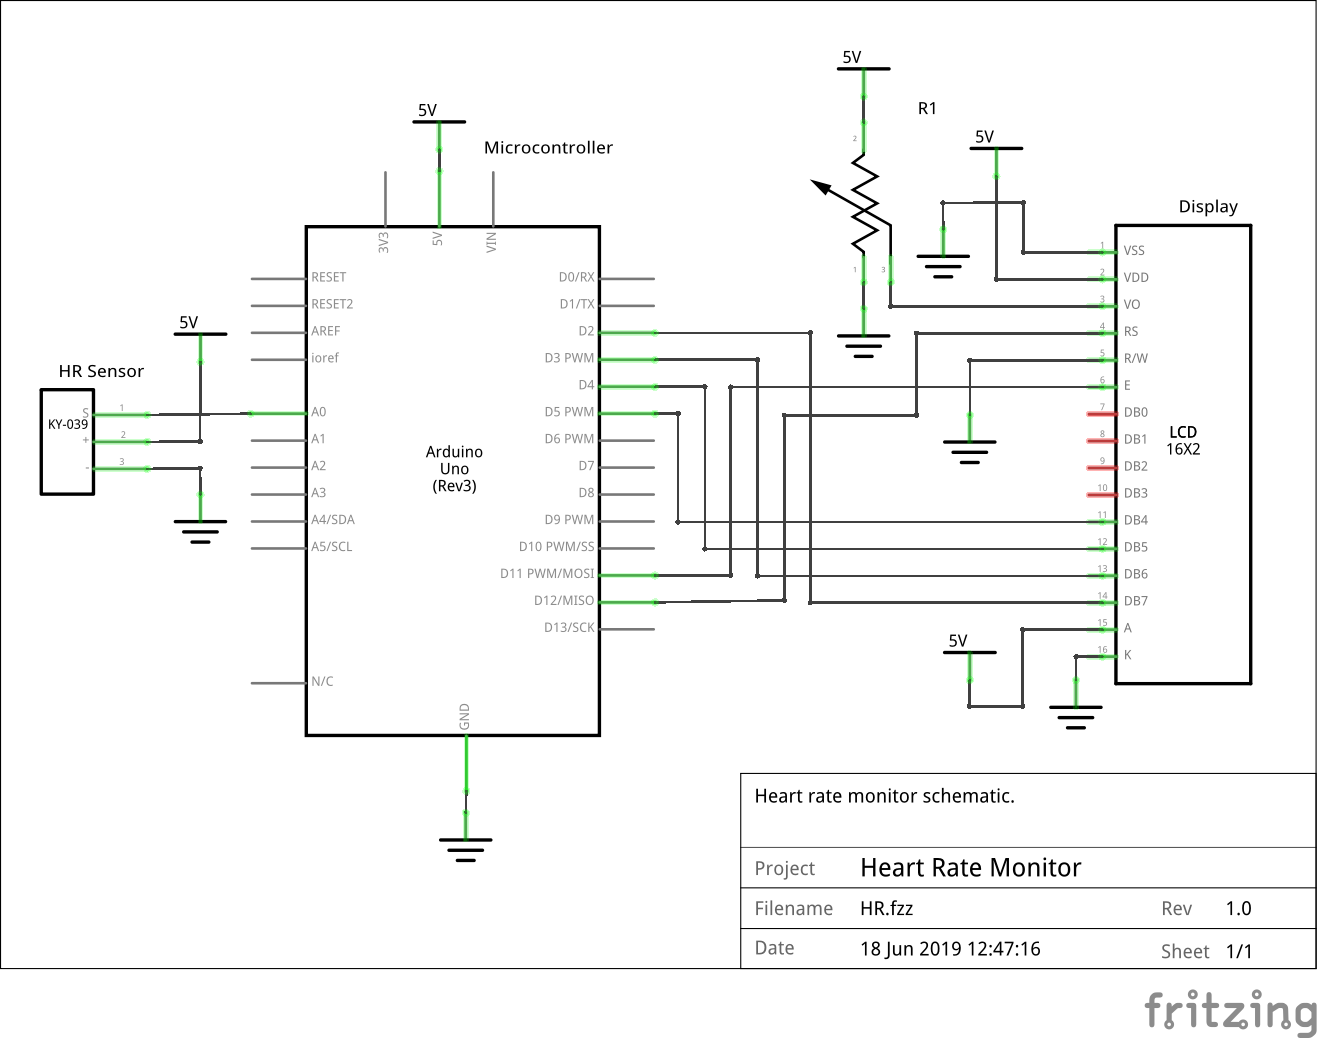 5V
R1
5V
Microcontroller
2
5V
Display
1
3
3V3
5V
VIN
1 VSS
2 VDD
3 VO
4 RS
5 R/W
6 E
7 DB0
8 DB1
9 DB2
10 DB3
11 DB4
12 DB5
13 DB6
14 DB7
15 A
16 K
LCD
16X2
RESET
RESET2
AREF
ioref
A0
A1
A2
A3
A4/SDA
A5/SCL
N/C
D0/RX
D1/TX
D2
D3 PWM
D4
D5 PWM
D6 PWM
D7
D8
D9 PWM
D10 PWM/SS
D11 PWM/MOSI
D12/MISO
D13/SCK
Arduino
Uno
(Rev3)
GND
5V
HR Sensor
KY-039
S 1
+ 2
- 3
5V
Heart rate monitor schematic.
Project Heart Rate Monitor
Filename HR.fzz Rev 1.0
Date 18 Jun 2019 12:47:16 Sheet 1/1
fritzing